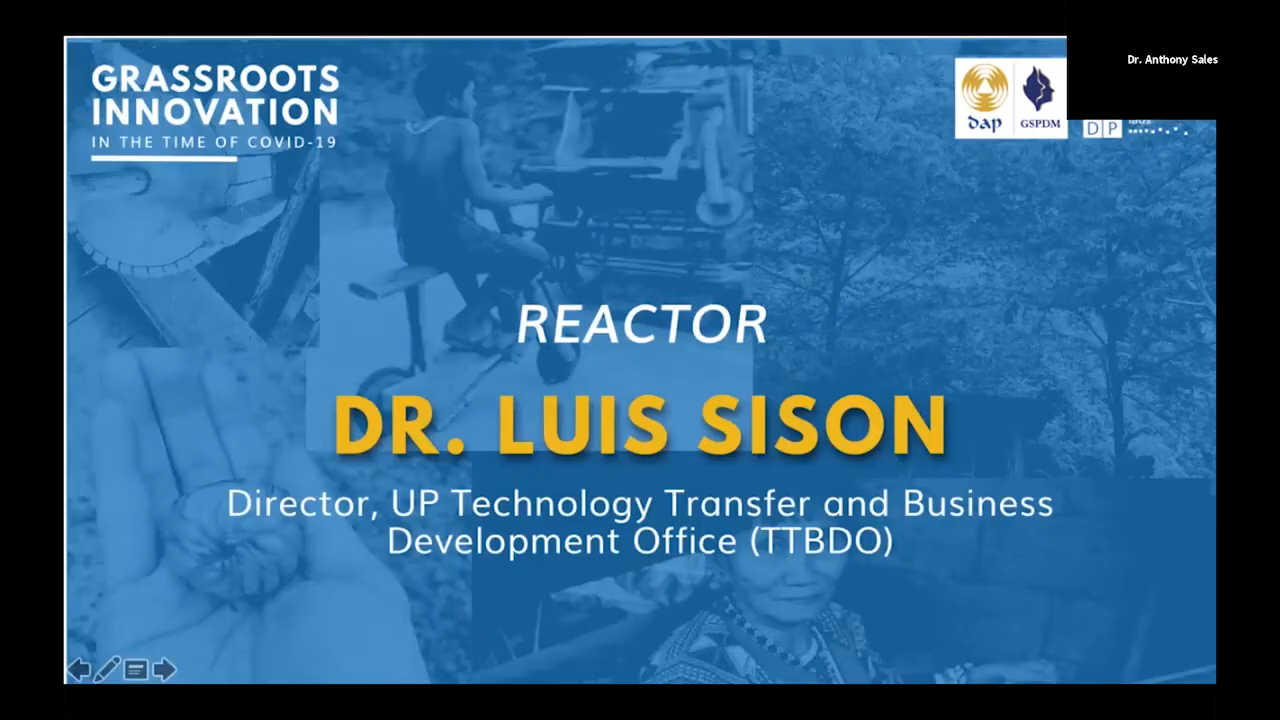 GRASSROOTS
INNOVATION
IN THE TIME OF COVID-19
dap
GSPDM
DP
Dr. Anthony Sales
REACTOR
DR. LUIS SISON
Director, UP Technology Transfer and Business
Development Office (TTBDO)